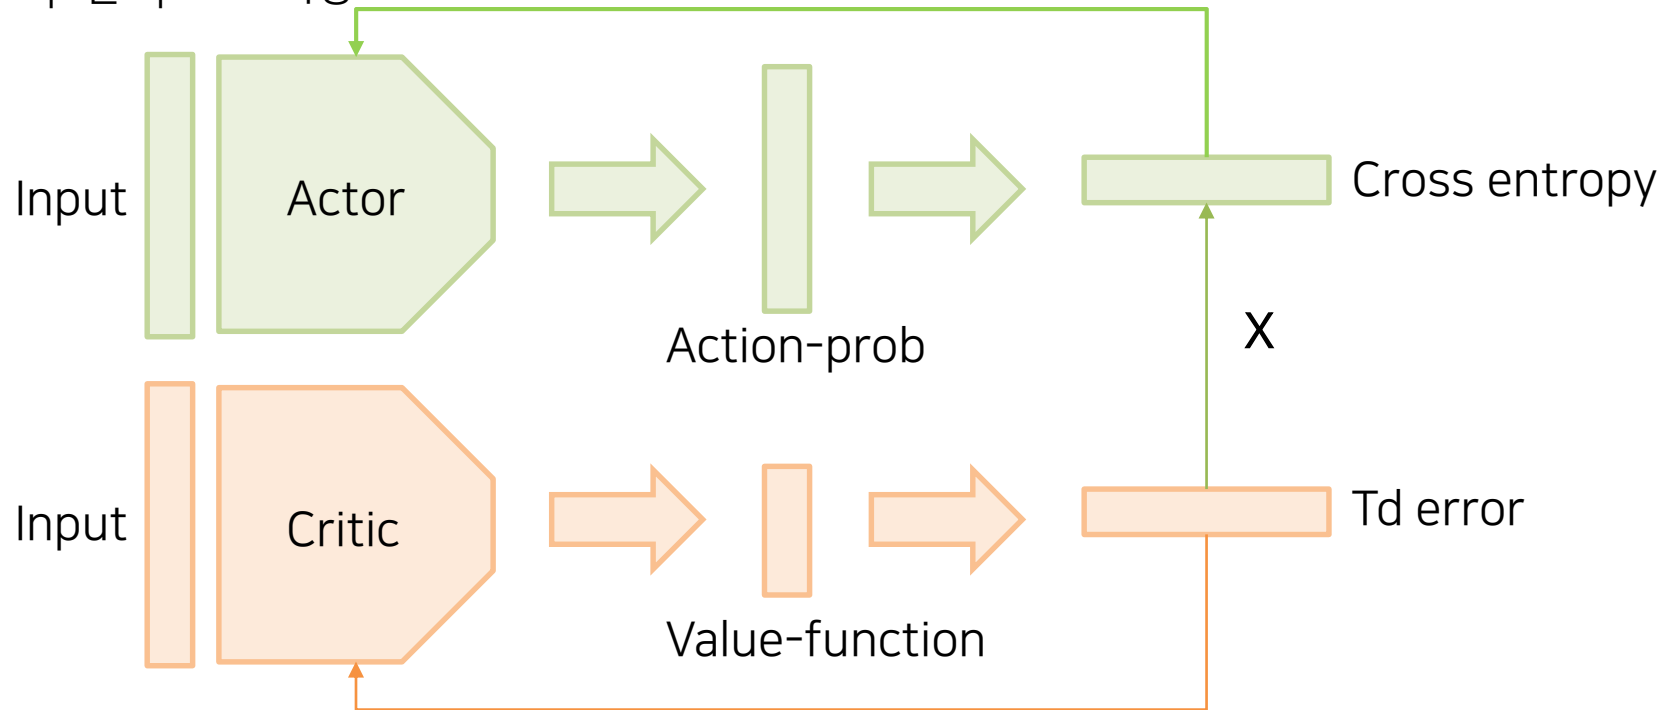 Input
Actor
Action-prob
Cross entropy
X
Input
Critic
Value-function
Td error